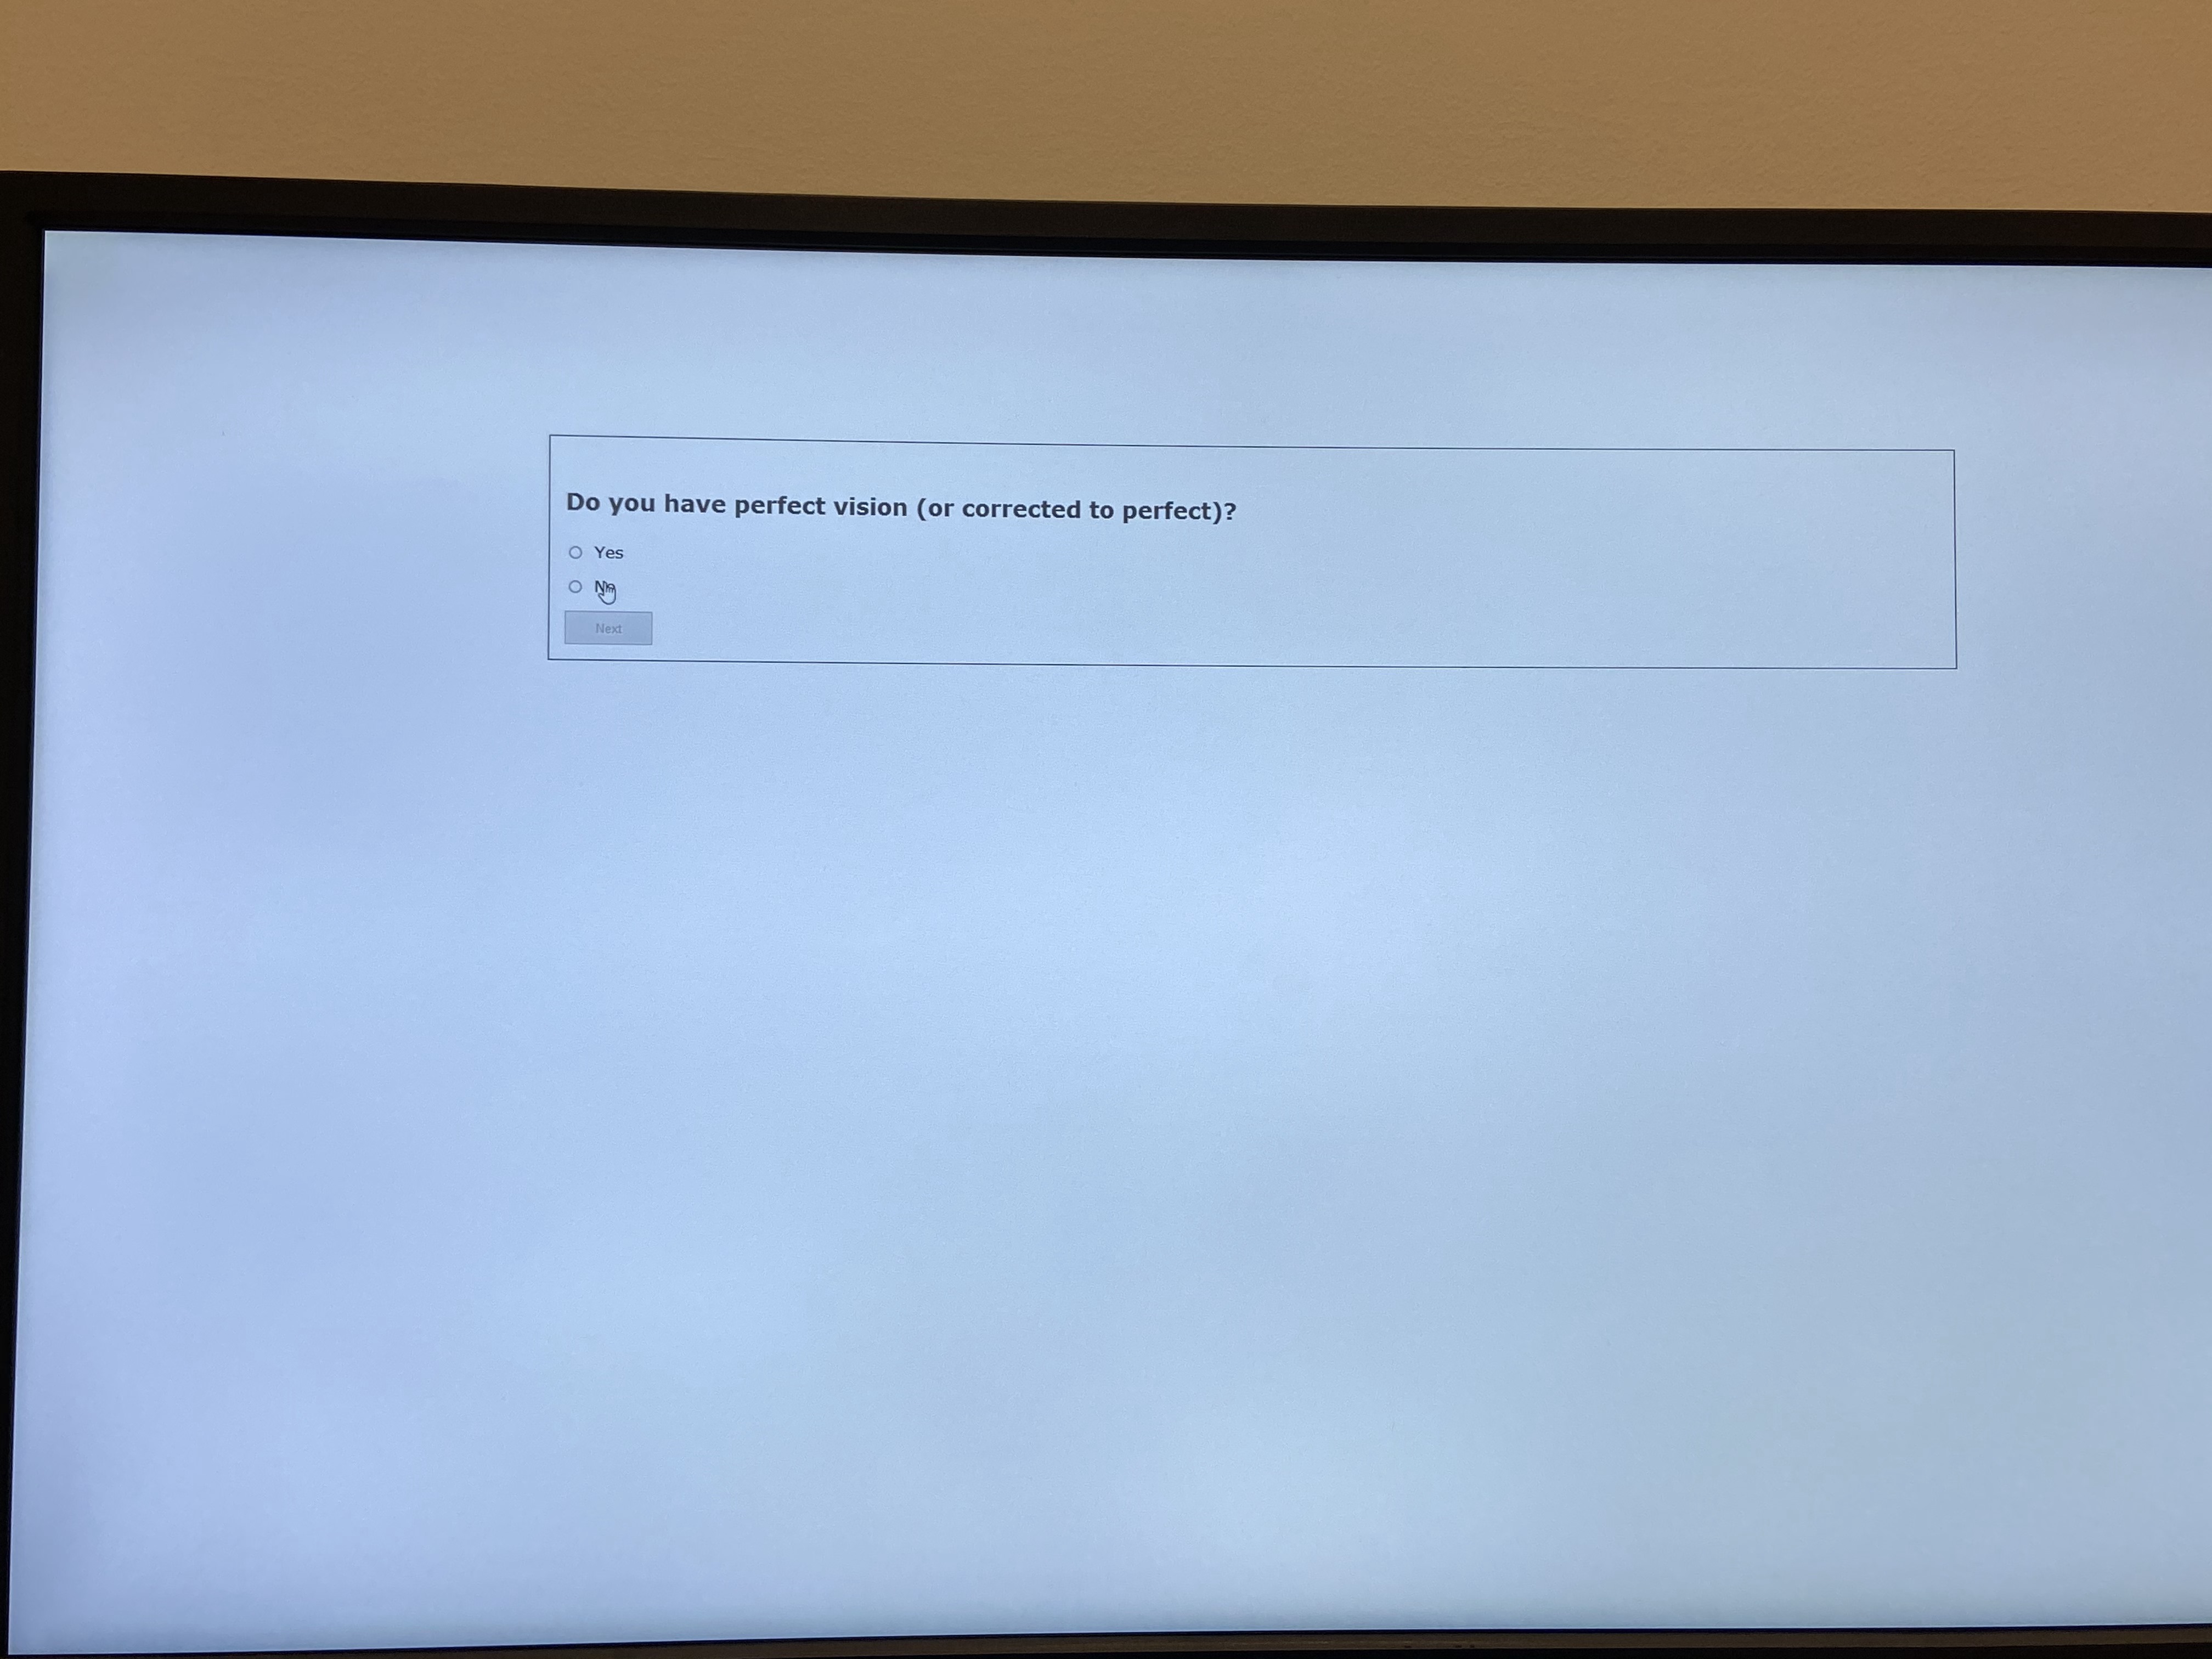 Do you have perfect vision (or corrected to perfect)?
Yes
No
Next